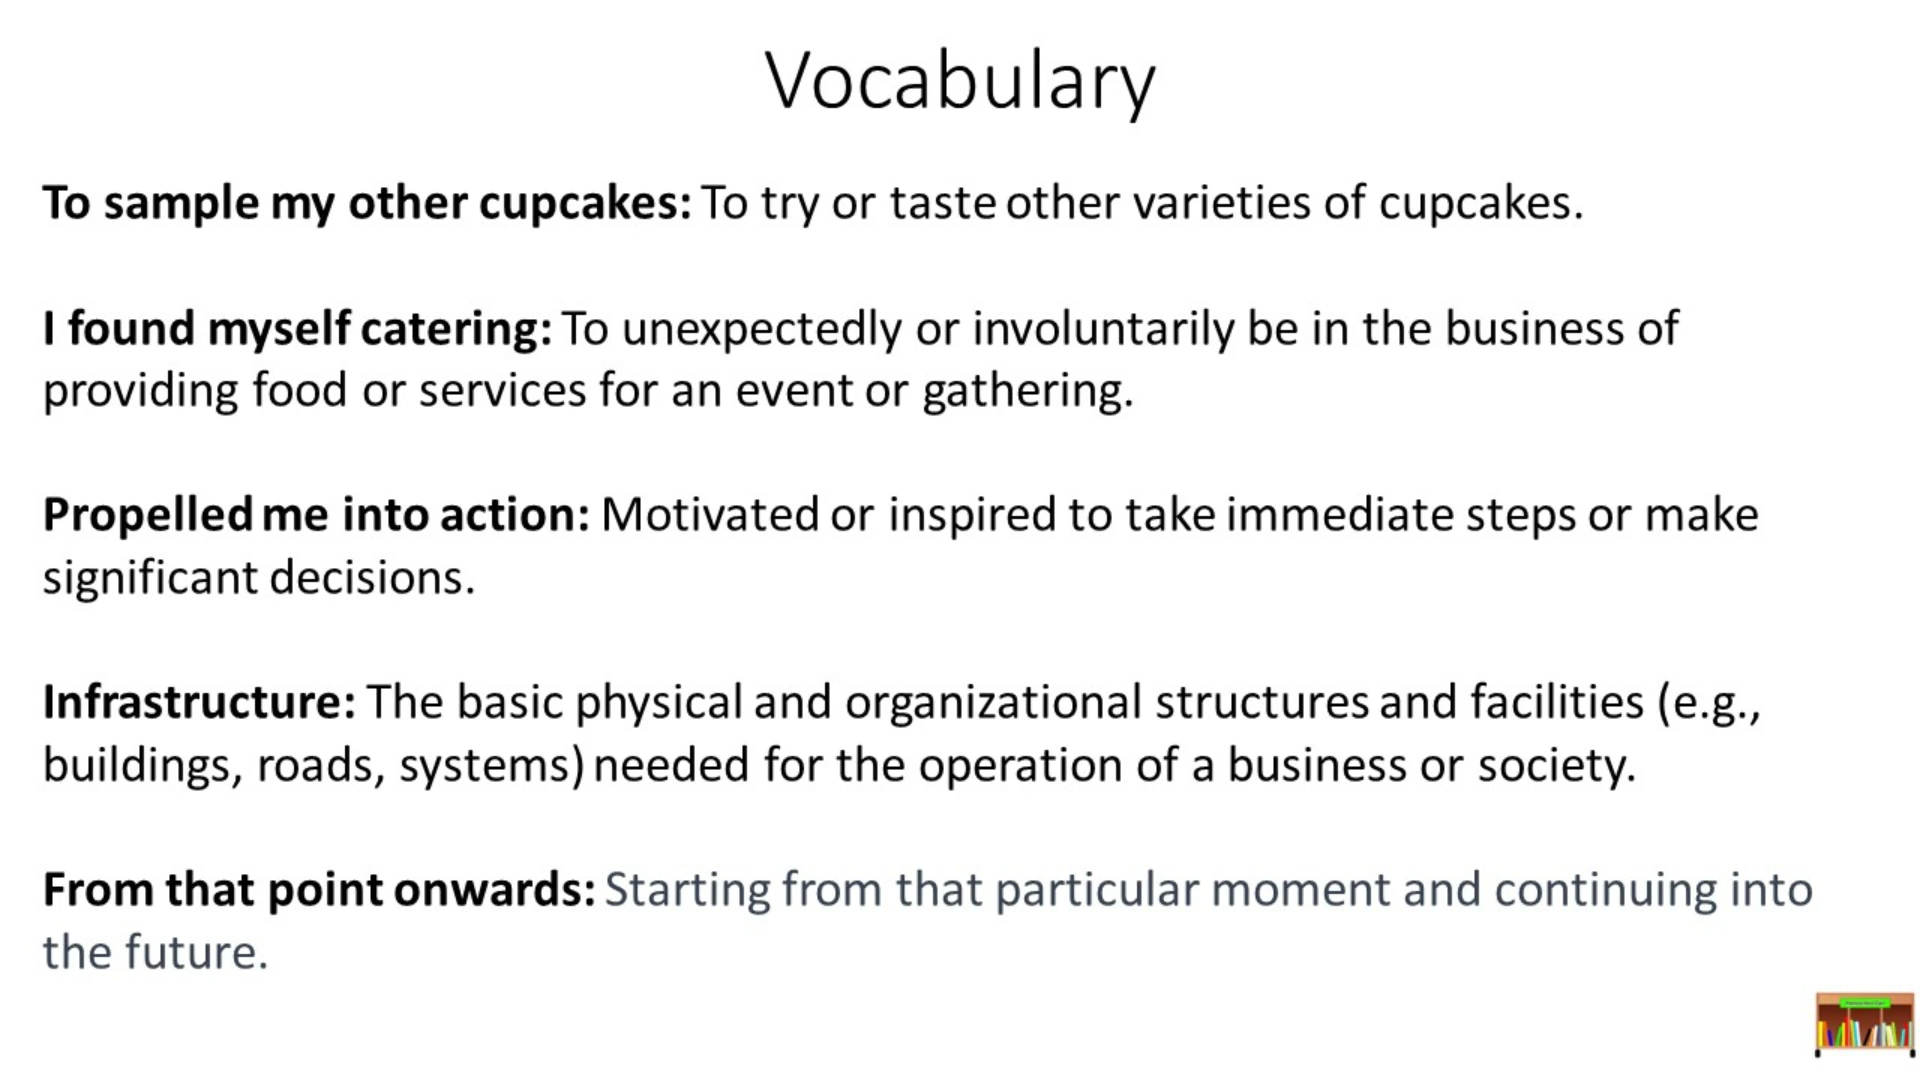 Vocabulary
To sample my other cupcakes: To try or taste other varieties of cupcakes.
I found myself catering: To unexpectedly or involuntarily be in the business of
providing food or services for an event or gathering.
Propelled me into action: Motivated or inspired to take immediate steps or make
significant decisions.
Infrastructure: The basic physical and organizational structures and facilities (e.g.,
buildings, roads, systems) needed for the operation of a business or society.
From that point onwards: Starting from that particular moment and continuing into
the future.